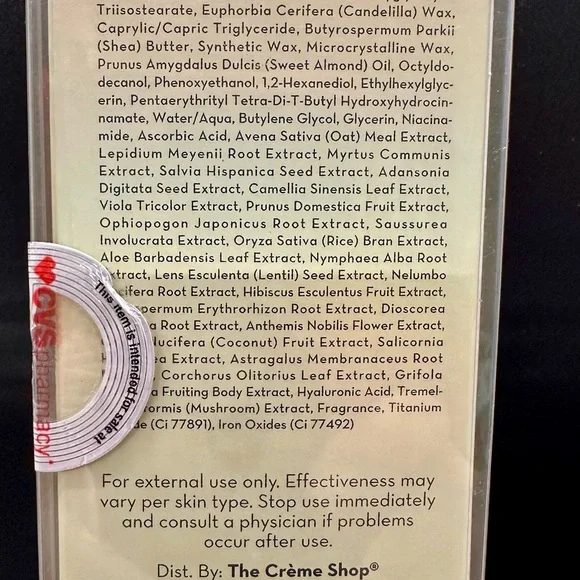 Triisostearate, Euphorbia Cerifera (Candelilla) Wax,
Caprylic/Capric Triglyceride, Butyrospermum Parkii
(Shea) Butter, Synthetic Wax, Microcrystalline Wax,
Prunus Amygdalus Dulcis (Sweet Almond) Oil, Octyldo-
decanol, Phenoxyethanol, 1,2-Hexanediol, Ethylhexylglyc-
erin, Pentaerythrityl Tetra-Di-T-Butyl Hydroxyhydrocin-
namate, Water/Aqua, Butylene Glycol, Glycerin, Niacina-
mide, Ascorbic Acid, Avena Sativa (Oat) Meal Extract,
Lepidium Meyenii Root Extract, Myrtus Communis
Extract, Salvia Hispanica Seed Extract, Adansonia
Digitata Seed Extract, Camellia Sinensis Leaf Extract,
Viola Tricolor Extract, Prunus Domestica Fruit Extract,
Ophiopogon Japonicus Root Extract, Saussurea
Involucrata Extract, Oryza Sativa (Rice) Bran Extract,
Aloe Barbadensis Leaf Extract, Nymphaea Alba Root
Extract, Lens Esculenta (Lentil) Seed Extract, Nelumbo
cifera Root Extract, Hibiscus Esculentus Fruit Extract,
spermum Erythrorhizon Root Extract, Dioscorea
Root Extract, Anthemis Nobilis Flower Extract,
ucifera (Coconut) Fruit Extract, Salicornia
ea Extract, Astragalus Membranaceus Root
Corchorus Olitorius Leaf Extract, Grifola
a Fruiting Body Extract, Hyaluronic Acid, Tremel-
formis (Mushroom) Extract, Fragrance, Titanium
de (Ci 77891), Iron Oxides (Ci 77492)
CVS pharmacy
This item is intended for sale at
For external use only. Effectiveness may
vary per skin type. Stop use immediately
and consult a physician if problems
occur after use.
Dist. By: The Crème Shop®